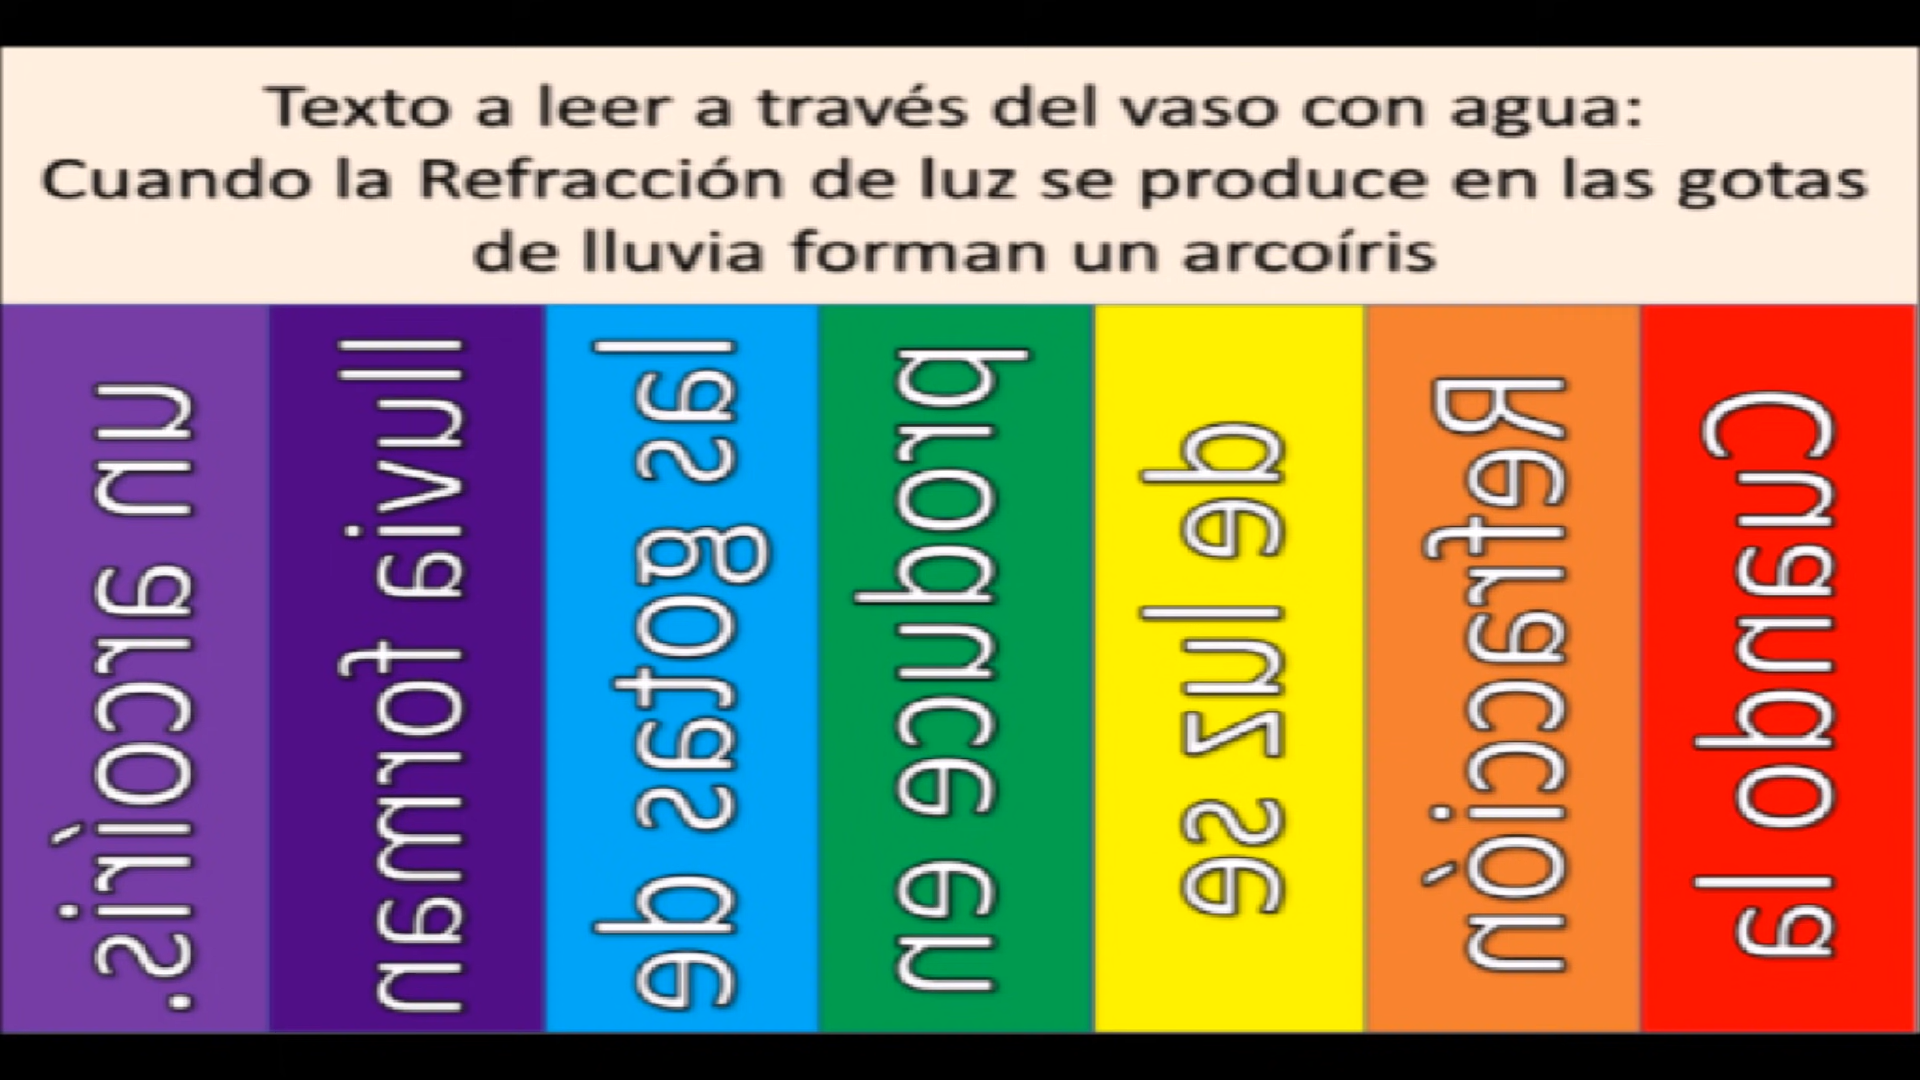 Texto a leer a través del vaso con agua:
Cuando la Refracción de luz se produce en las gotas
de lluvia forman un arcoíris
Cuando la
Refracción
de luz se
produce en
las gotas de
lluvia forman
un arcoíris.